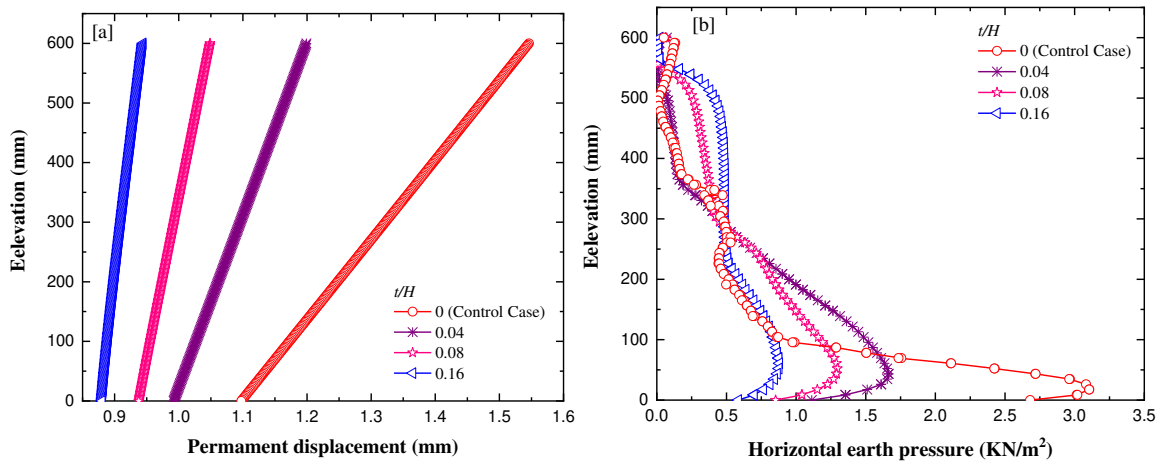 [a]
600
500
400
300
200
100
0
Eelevation (mm)
0.9 1.0 1.1 1.2 1.3 1.4 1.5 1.6
Permament displacement (mm)
t/H
0 (Control Case)
0.04
0.08
0.16
[b]
600
500
400
300
200
100
0
Eelevation (mm)
0.0 0.5 1.0 1.5 2.0 2.5 3.0 3.5
Horizontal earth pressure (KN/m²)
t/H
0 (Control Case)
0.04
0.08
0.16